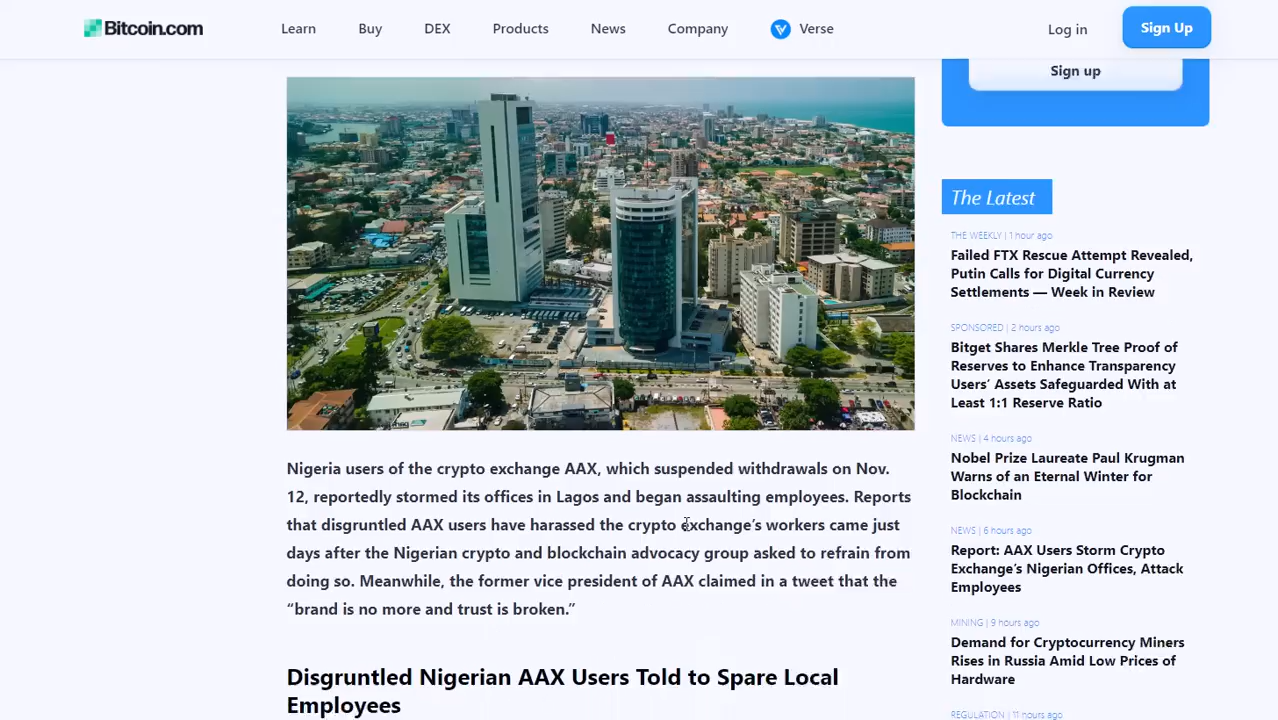 Bitcoin.com
Learn
Buy
DEX
Products
News
Company
Verse
Log in
Sign Up
Sign up
Nigeria users of the crypto exchange AAX, which suspended withdrawals on Nov.
12, reportedly stormed its offices in Lagos and began assaulting employees. Reports
that disgruntled AAX users have harassed the crypto exchange’s workers came just
days after the Nigerian crypto and blockchain advocacy group asked to refrain from
doing so. Meanwhile, the former vice president of AAX claimed in a tweet that the
“brand is no more and trust is broken.”
Disgruntled Nigerian AAX Users Told to Spare Local
Employees
The Latest
THE WEEKLY | 1 hour ago
Failed FTX Rescue Attempt Revealed,
Putin Calls for Digital Currency
Settlements — Week in Review
SPONSORED | 2 hours ago
Bitget Shares Merkle Tree Proof of
Reserves to Enhance Transparency
Users’ Assets Safeguarded With at
Least 1:1 Reserve Ratio
NEWS | 4 hours ago
Nobel Prize Laureate Paul Krugman
Warns of an Eternal Winter for
Blockchain
NEWS | 6 hours ago
Report: AAX Users Storm Crypto
Exchange’s Nigerian Offices, Attack
Employees
MINING | 9 hours ago
Demand for Cryptocurrency Miners
Rises in Russia Amid Low Prices of
Hardware
REGULATION | 11 hours ago